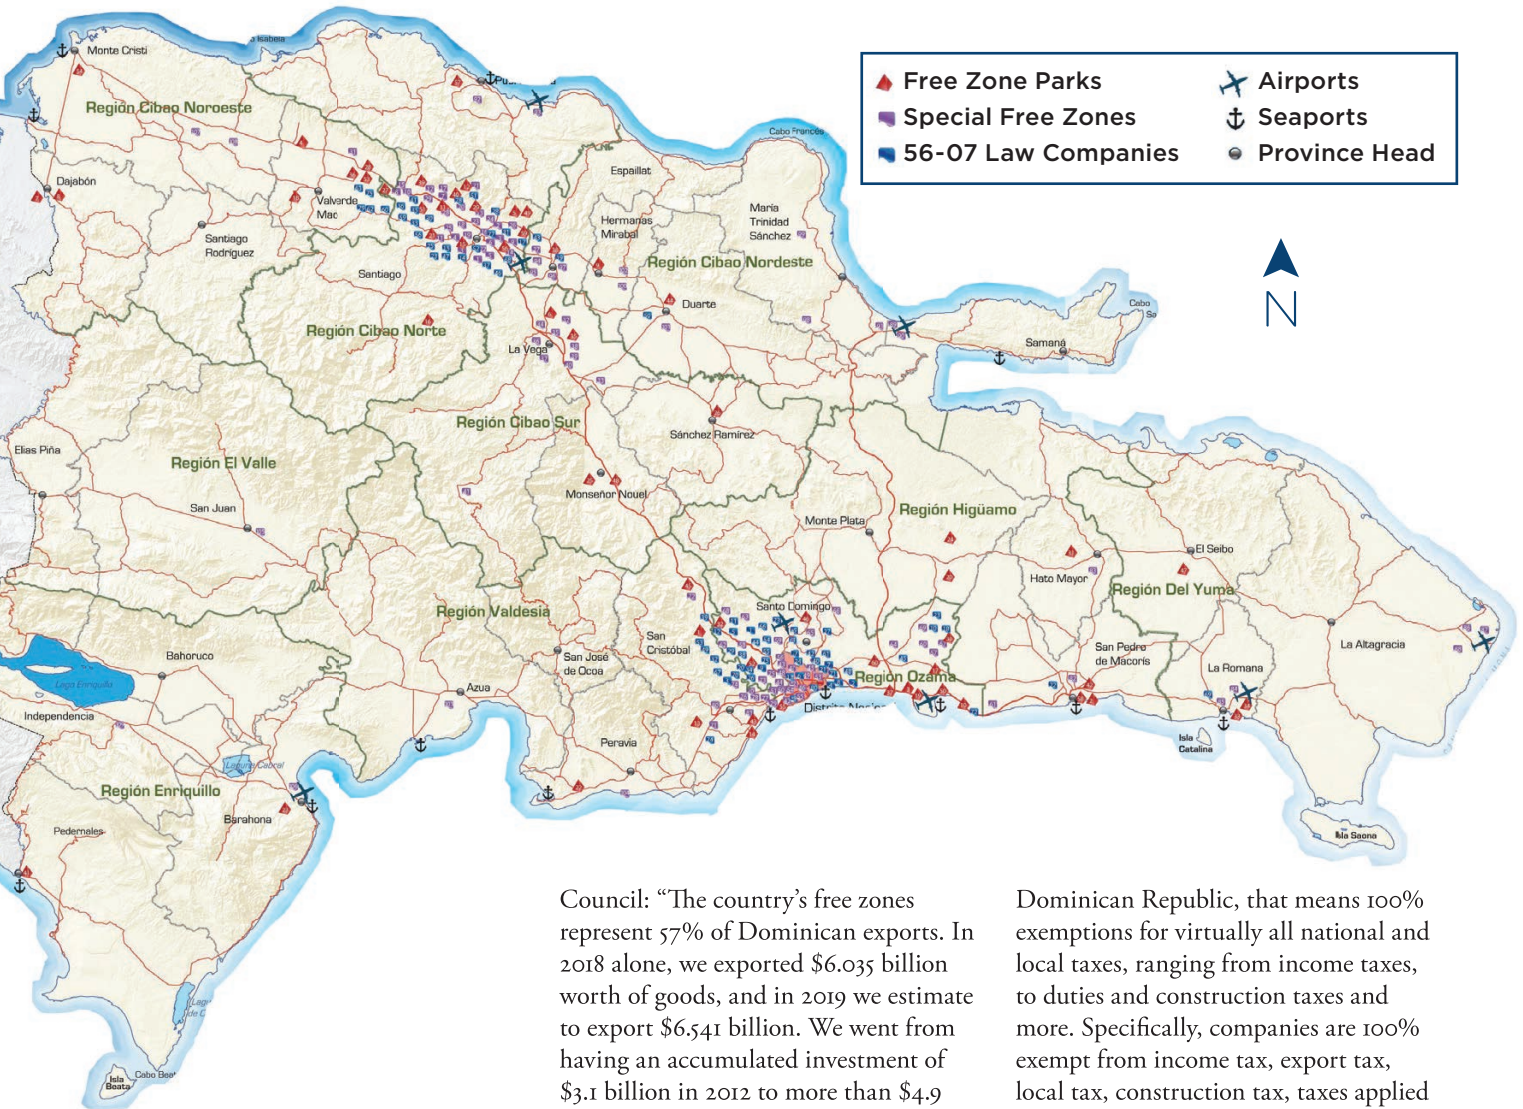 a Isabela
Monte Cristi
Región Cibao Noroeste
Cabo Francés
Free Zone Parks
Special Free Zones
56-07 Law Companies
Airports
Seaports
Province Head
Dajabón
Valverde
Mao
Espaillat
Hermanas
Mirabal
María
Trinidad
Sánchez
Santiago
Rodríguez
Santiago
Región Cibao Nordeste
N
Duarte
Cabo
Sa
Región Cibao Norte
La Vega
Samaná
Región Cibao Sur
Sánchez Ramírez
Elias Piña
Región El Valle
San Juan
Monseñor Nouel
Monte Plata
Región Higüamo
El Seibo
Hato Mayor
Región Del Yuma
Región Valdesia
Santo Domingo
San
Cristóbal
San José
de Ocoa
Bahoruco
Lago Enriquillo
Azua
San Pedro
de Macorís
La Altagracia
La Romana
Región Ozama
Independencia
Peravia
Isla
Catalina
Laguna Cabral
Región Enriquillo
Barahona
Pedernales
Isla Saona
Isla
Beata
Council: “The country’s free zones
represent 57% of Dominican exports. In
2018 alone, we exported $6.035 billion
worth of goods, and in 2019 we estimate
to export $6.541 billion. We went from
having an accumulated investment of
$3.1 billion in 2012 to more than $4.9
Dominican Republic, that means 100%
exemptions for virtually all national and
local taxes, ranging from income taxes,
to duties and construction taxes and
more. Specifically, companies are 100%
exempt from income tax, export tax,
local tax, construction tax, taxes applied